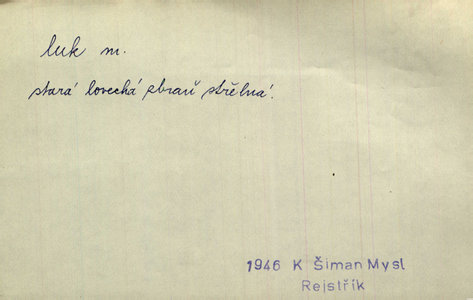 luk m.
stará lovecká zbraň střelná.
1946 K Šiman Mysl
Rejstřík